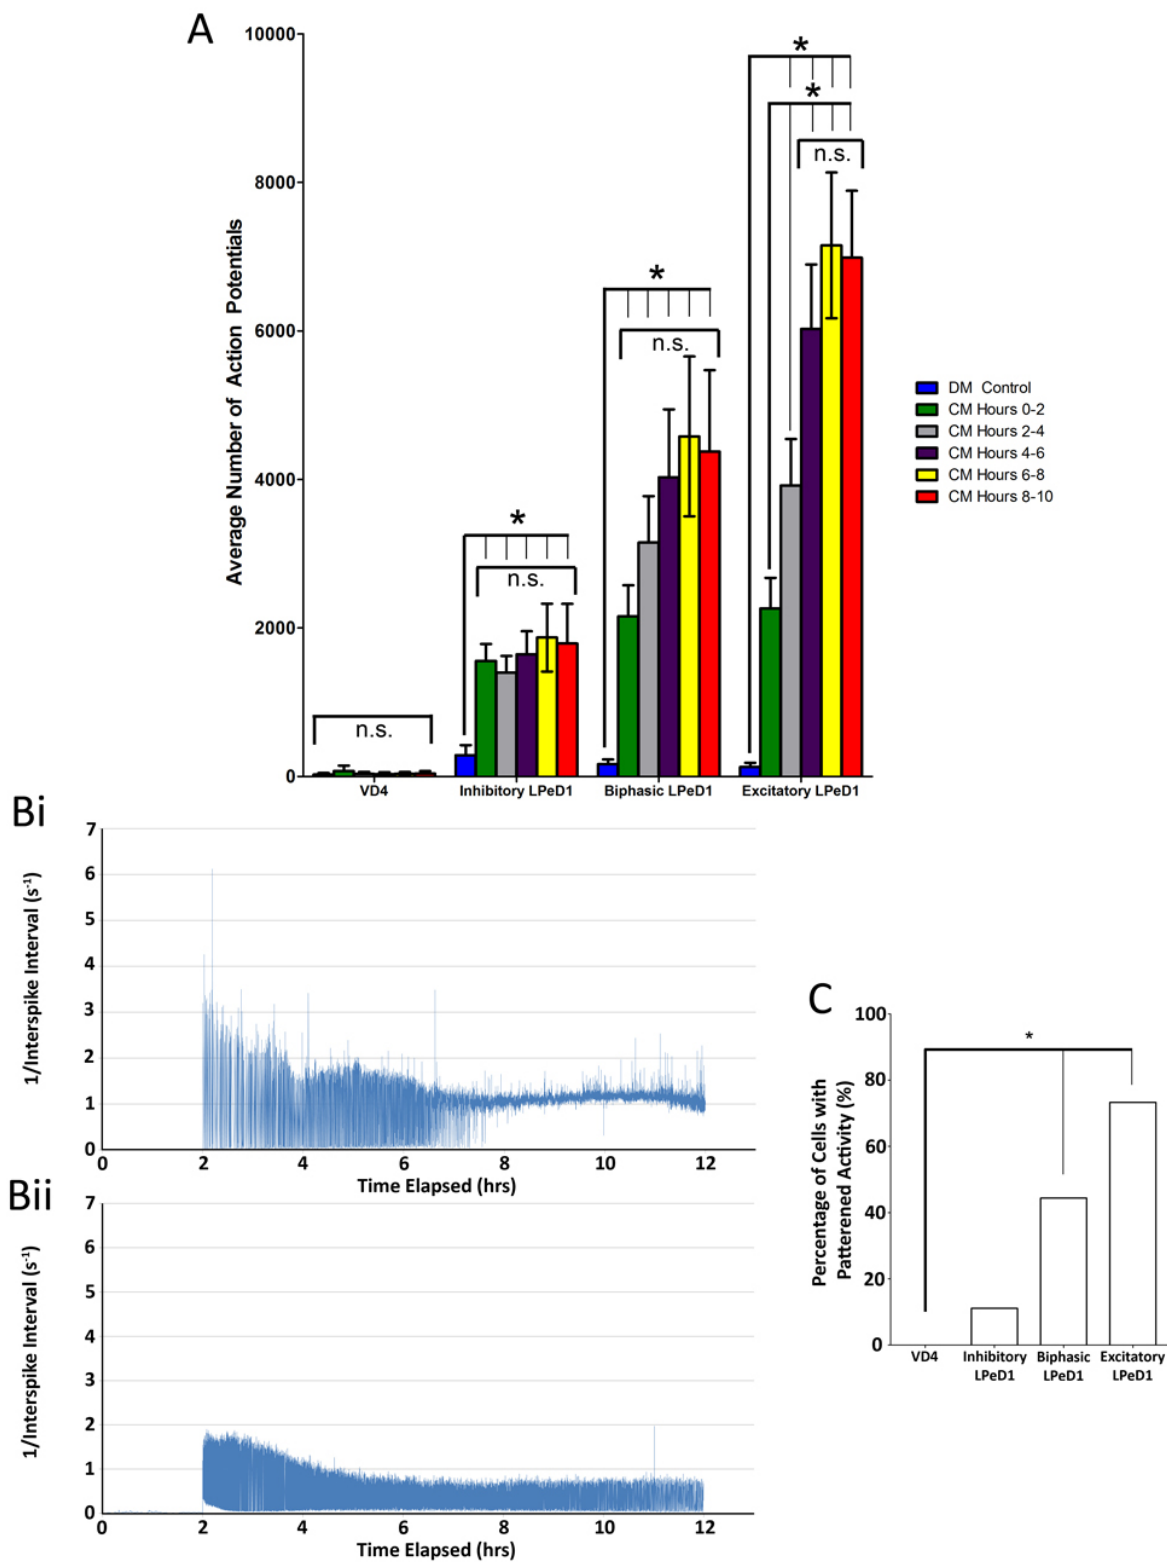 A
10000
8000
6000
4000
2000
0
Average Number of Action Potentials
*
*
n.s.
*
n.s.
*
n.s.
n.s.
VD4
Inhibitory LPeD1
Biphasic LPeD1
Excitatory LPeD1
DM Control
CM Hours 0-2
CM Hours 2-4
CM Hours 4-6
CM Hours 6-8
CM Hours 8-10
Bi
7
6
5
4
3
2
1
0
1/Interspike Interval (s⁻¹)
0 2 4 6 8 10 12
Time Elapsed (hrs)
Bii
7
6
5
4
3
2
1
0
1/Interspike Interval (s⁻¹)
0 2 4 6 8 10 12
Time Elapsed (hrs)
C
100
80
60
40
20
0
Percentage of Cells with
Patterened Activity (%)
*
VD4
Inhibitory
LPeD1
Biphasic
LPeD1
Excitatory
LPeD1